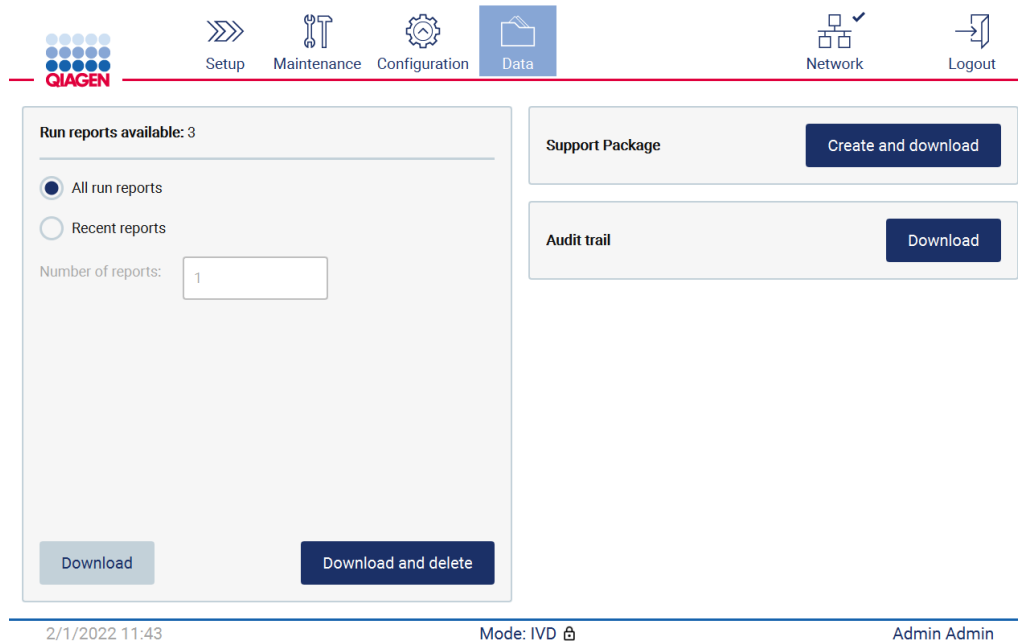 QIAGEN
Setup
Maintenance
Configuration
Data
Network
Logout
Run reports available: 3
All run reports
Recent reports
Number of reports:
1
Download
Download and delete
Support Package
Create and download
Audit trail
Download
2/1/2022 11:43
Mode: IVD
Admin Admin